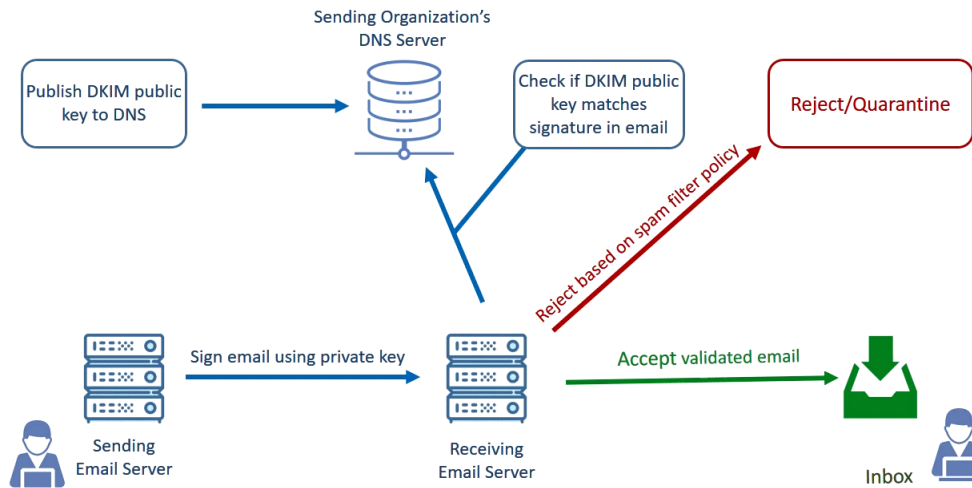 Sending Organization's
DNS Server
Publish DKIM public
key to DNS
Check if DKIM public
key matches
signature in email
Reject/Quarantine
Reject based on spam filter policy
Sign email using private key
Accept validated email
Sending
Email Server
Receiving
Email Server
Inbox